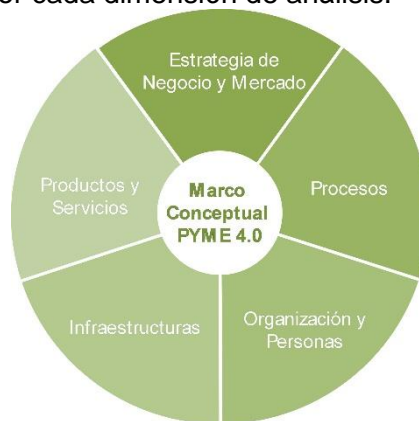 or cada dimensión de análisis.
Estrategia de
Negocio y Mercado
Productos y
Servicios
Marco
Conceptual
PYME 4.0
Procesos
Infraestructuras
Organización y
Personas